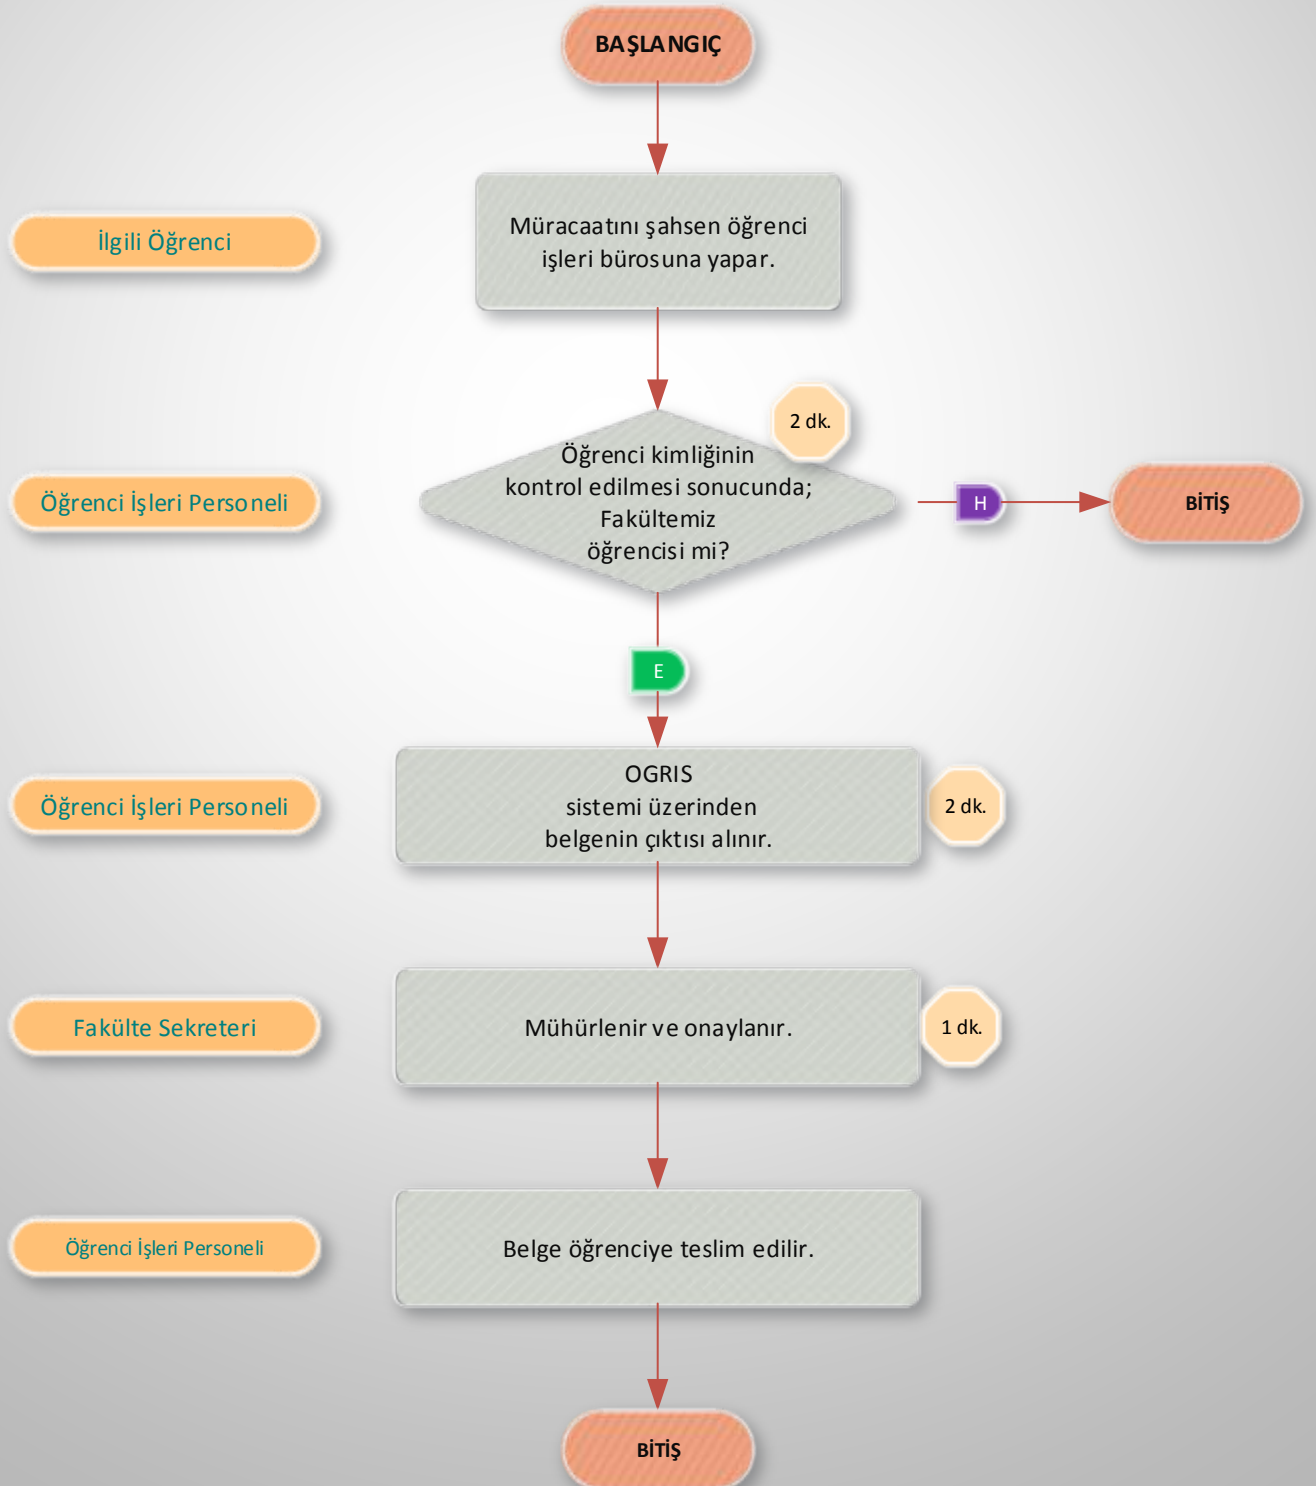 BAŞLANGIÇ
İlgili Öğrenci
Müracaatını şahsen öğrenci
işleri bürosuna yapar.
2 dk.
Öğrenci İşleri Personeli
Öğrenci kimliğinin
kontrol edilmesi sonucunda;
Fakültemiz
öğrencisi mi?
H
BİTİŞ
E
Öğrenci İşleri Personeli
OGRIS
sistemi üzerinden
belgenin çıktısı alınır.
2 dk.
Fakülte Sekreteri
Mühürlenir ve onaylanır.
1 dk.
Öğrenci İşleri Personeli
Belge öğrenciye teslim edilir.
BİTİŞ